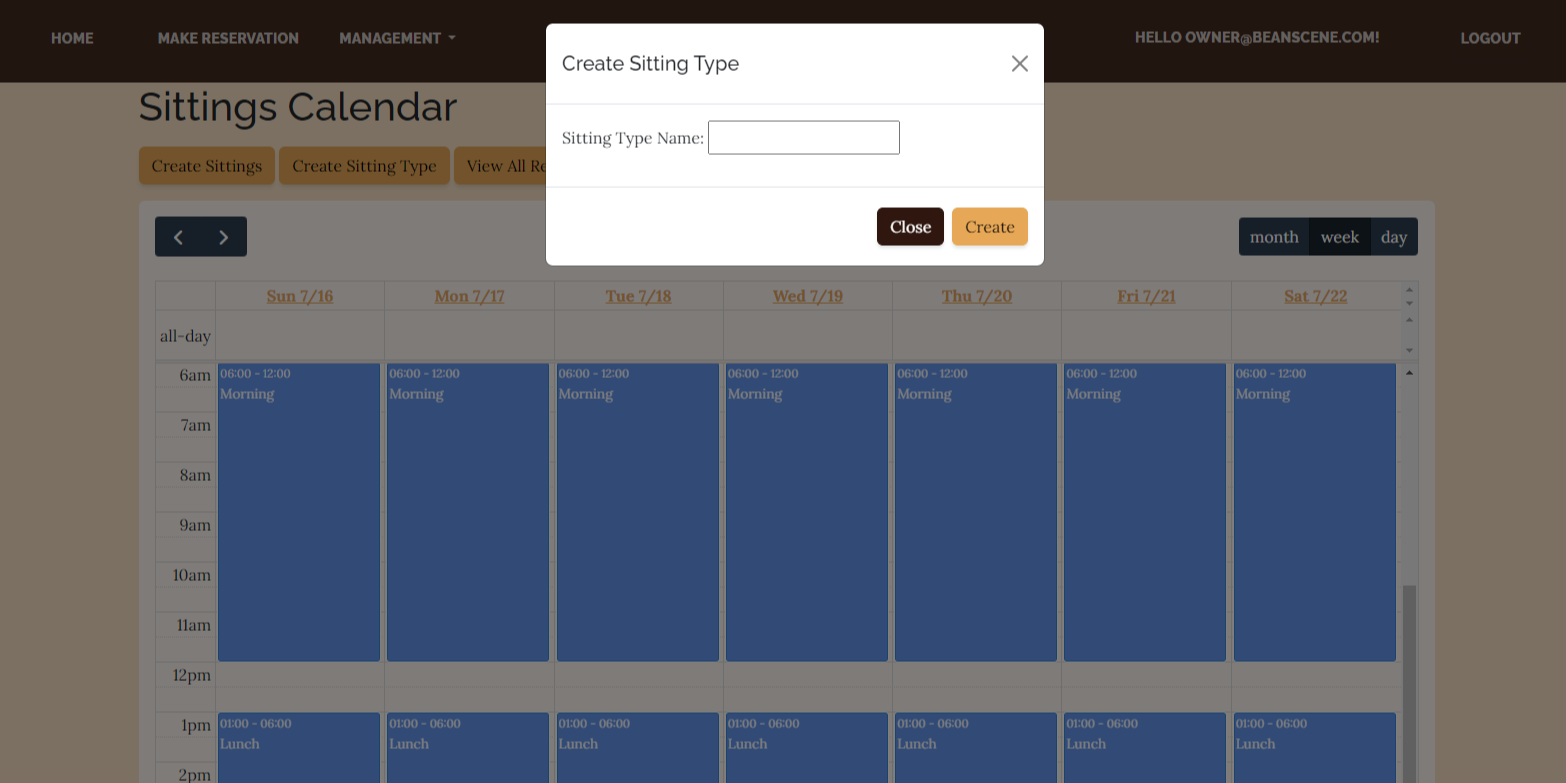 HOME MAKE RESERVATION MANAGEMENT HELLO OWNER@BEANSCENE.COM! LOGOUT
Create Sitting Type
Sitting Type Name:
Close Create
Sittings Calendar
Create Sittings Create Sitting Type View All
month week day
Sun 7/16 Mon 7/17 Tue 7/18 Wed 7/19 Thu 7/20 Fri 7/21 Sat 7/22
all-day
6am 06:00 - 12:00 06:00 - 12:00 06:00 - 12:00 06:00 - 12:00 06:00 - 12:00 06:00 - 12:00 06:00 - 12:00
Morning Morning Morning Morning Morning Morning Morning
7am
8am
9am
10am
11am
12pm
1pm 01:00 - 06:00 01:00 - 06:00 01:00 - 06:00 01:00 - 06:00 01:00 - 06:00 01:00 - 06:00 01:00 - 06:00
Lunch Lunch Lunch Lunch Lunch Lunch Lunch
2pm